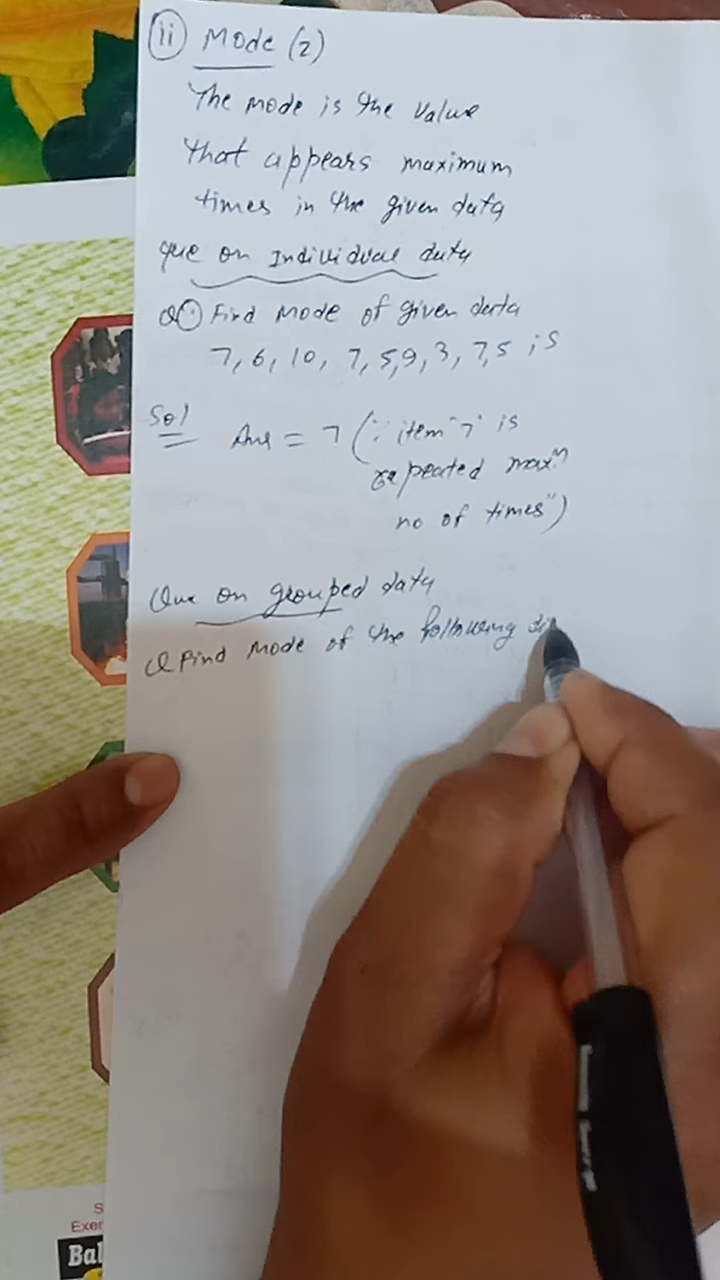 (ii) Mode (z)
The mode is the value
that appears maximum
times in the given data
que on Individual data
Q① Find mode of given data
7, 6, 10, 7, 5, 9, 3, 7, 5 is
Sol
Ans = 7 (∵ item "7" is
repeated maxm
no of times")
Que on grouped data
Q Find mode of the following
Exer
Bal